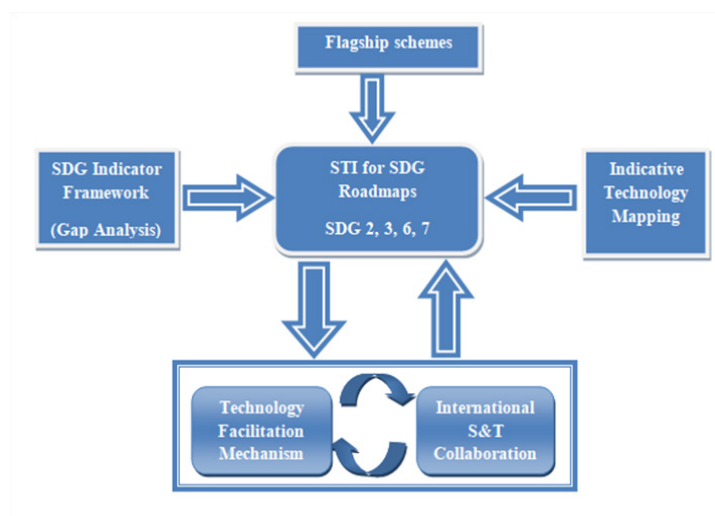 Flagship schemes
SDG Indicator
Framework
(Gap Analysis)
STI for SDG
Roadmaps
SDG 2, 3, 6, 7
Indicative
Technology
Mapping
Technology
Facilitation
Mechanism
International
S&T
Collaboration